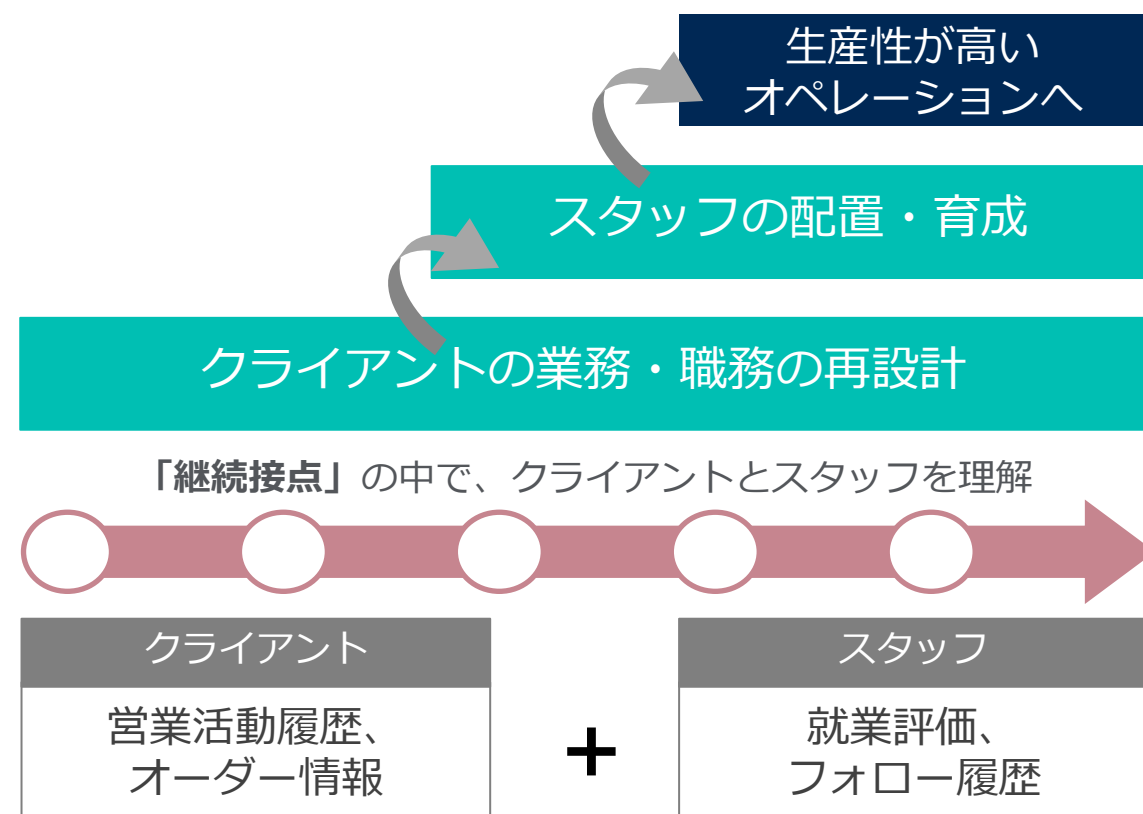 生産性が高い
オペレーションへ
スタッフの配置・育成
クライアントの業務・職務の再設計
「継続接点」の中で、クライアントとスタッフを理解
クライアント
営業活動履歴、
オーダー情報
+
スタッフ
就業評価、
フォロー履歴